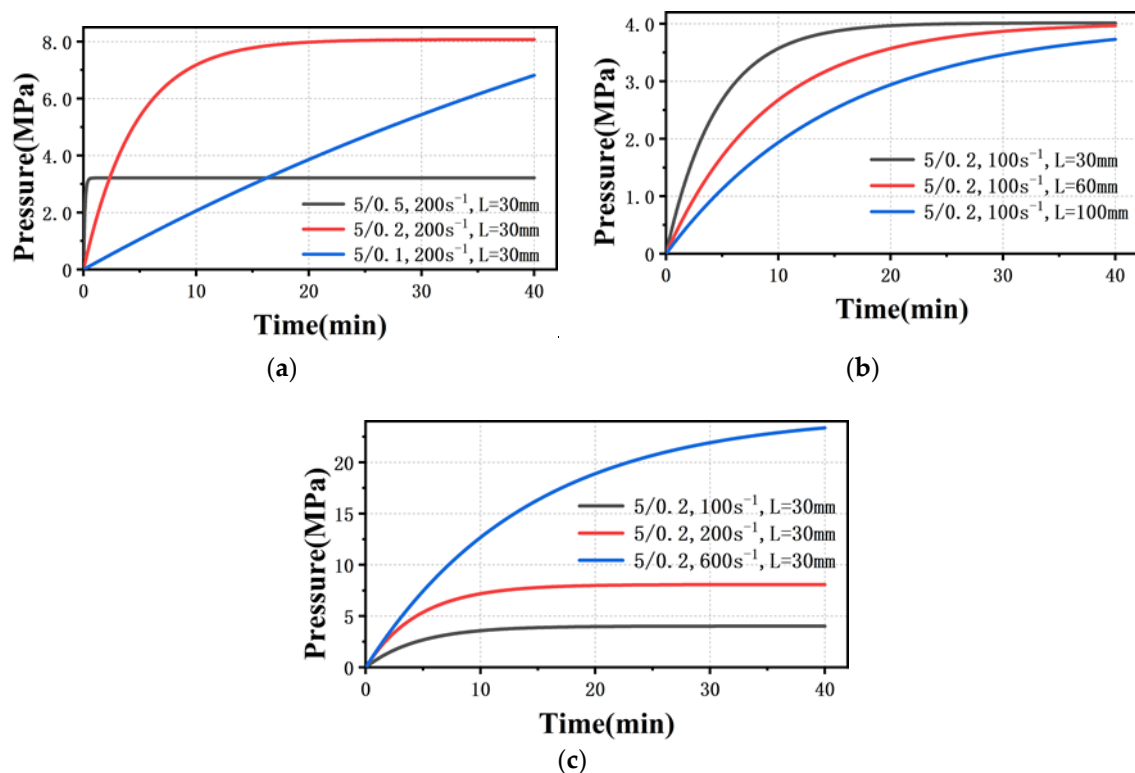 8.0
6.0
4.0
2.0
0
Pressure(MPa)
5/0.5,200s⁻¹,L=30mm
5/0.2,200s⁻¹,L=30mm
5/0.1,200s⁻¹,L=30mm
0 10 20 30 40
Time(min)
(a)
4.0
3.0
2.0
1.0
0.0
Pressure(MPa)
5/0.2,100s⁻¹,L=30mm
5/0.2,100s⁻¹,L=60mm
5/0.2,100s⁻¹,L=100mm
0 10 20 30 40
Time(min)
(b)
20
15
10
5
0
Pressure(MPa)
5/0.2,100s⁻¹,L=30mm
5/0.2,200s⁻¹,L=30mm
5/0.2,600s⁻¹,L=30mm
0 10 20 30 40
Time(min)
(c)